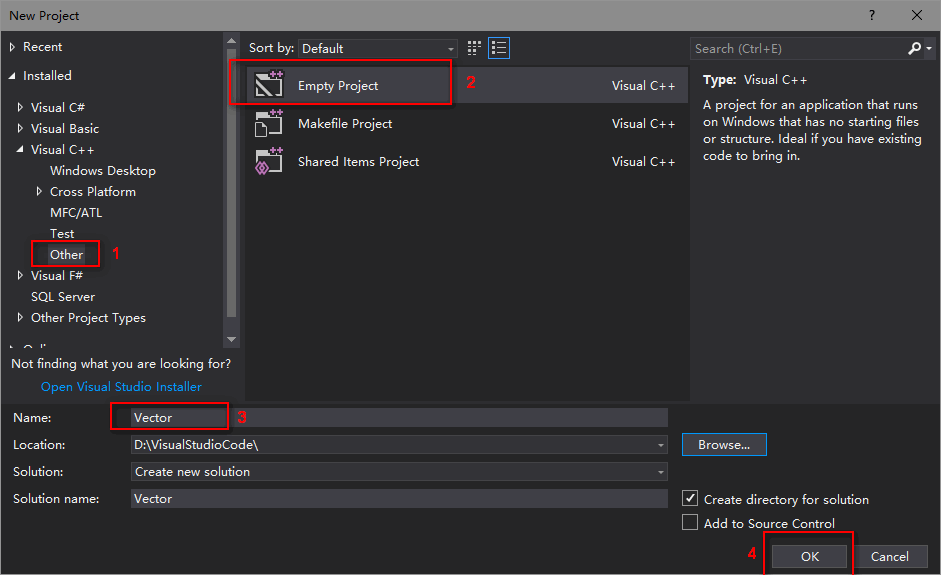 New Project
?
Recent
Installed
Visual C#
Visual Basic
Visual C++
Windows Desktop
Cross Platform
MFC/ATL
Test
Other
1
Visual F#
SQL Server
Other Project Types
Not finding what you are looking for?
Open Visual Studio Installer
Sort by: Default
Empty Project Visual C++
2
Makefile Project Visual C++
Shared Items Project Visual C++
Search (Ctrl+E)
Type: Visual C++
A project for an application that runs
on Windows that has no starting files
or structure. Ideal if you have existing
code to bring in.
Name: Vector
3
Location: D:\VisualStudioCode\
Browse...
Solution: Create new solution
Solution name: Vector
Create directory for solution
Add to Source Control
4
OK
Cancel